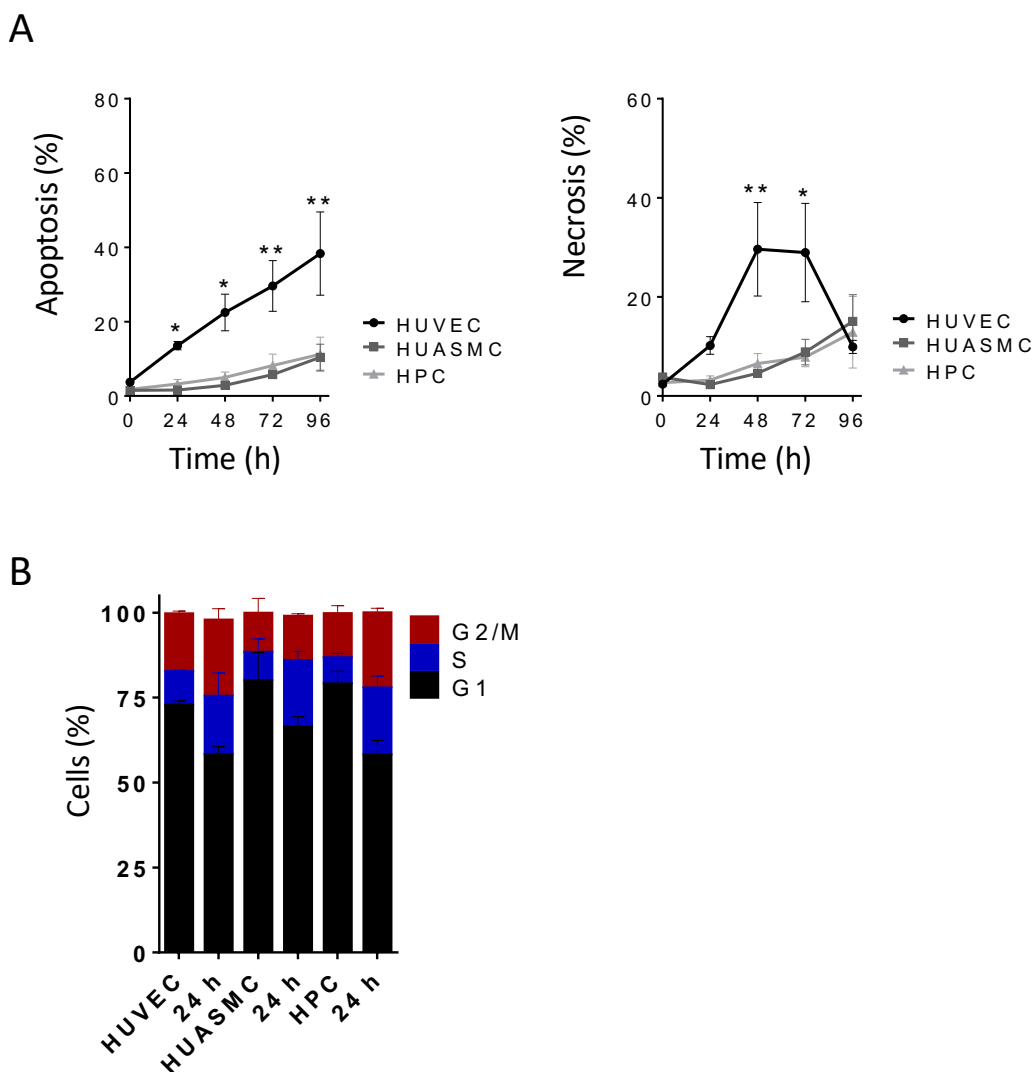 A
Apoptosis (%)
80
60
40
20
0
* * ** ** 
0 24 48 72 96
Time (h)
HUVEC
HUASMC
HPC
Necrosis (%)
60
40
20
0
** *
0 24 48 72 96
Time (h)
HUVEC
HUASMC
HPC
B
Cells (%)
100
75
50
25
0
HUVEC
24 h
HUASMC
24 h
HPC
24 h
G2/M
S
G1